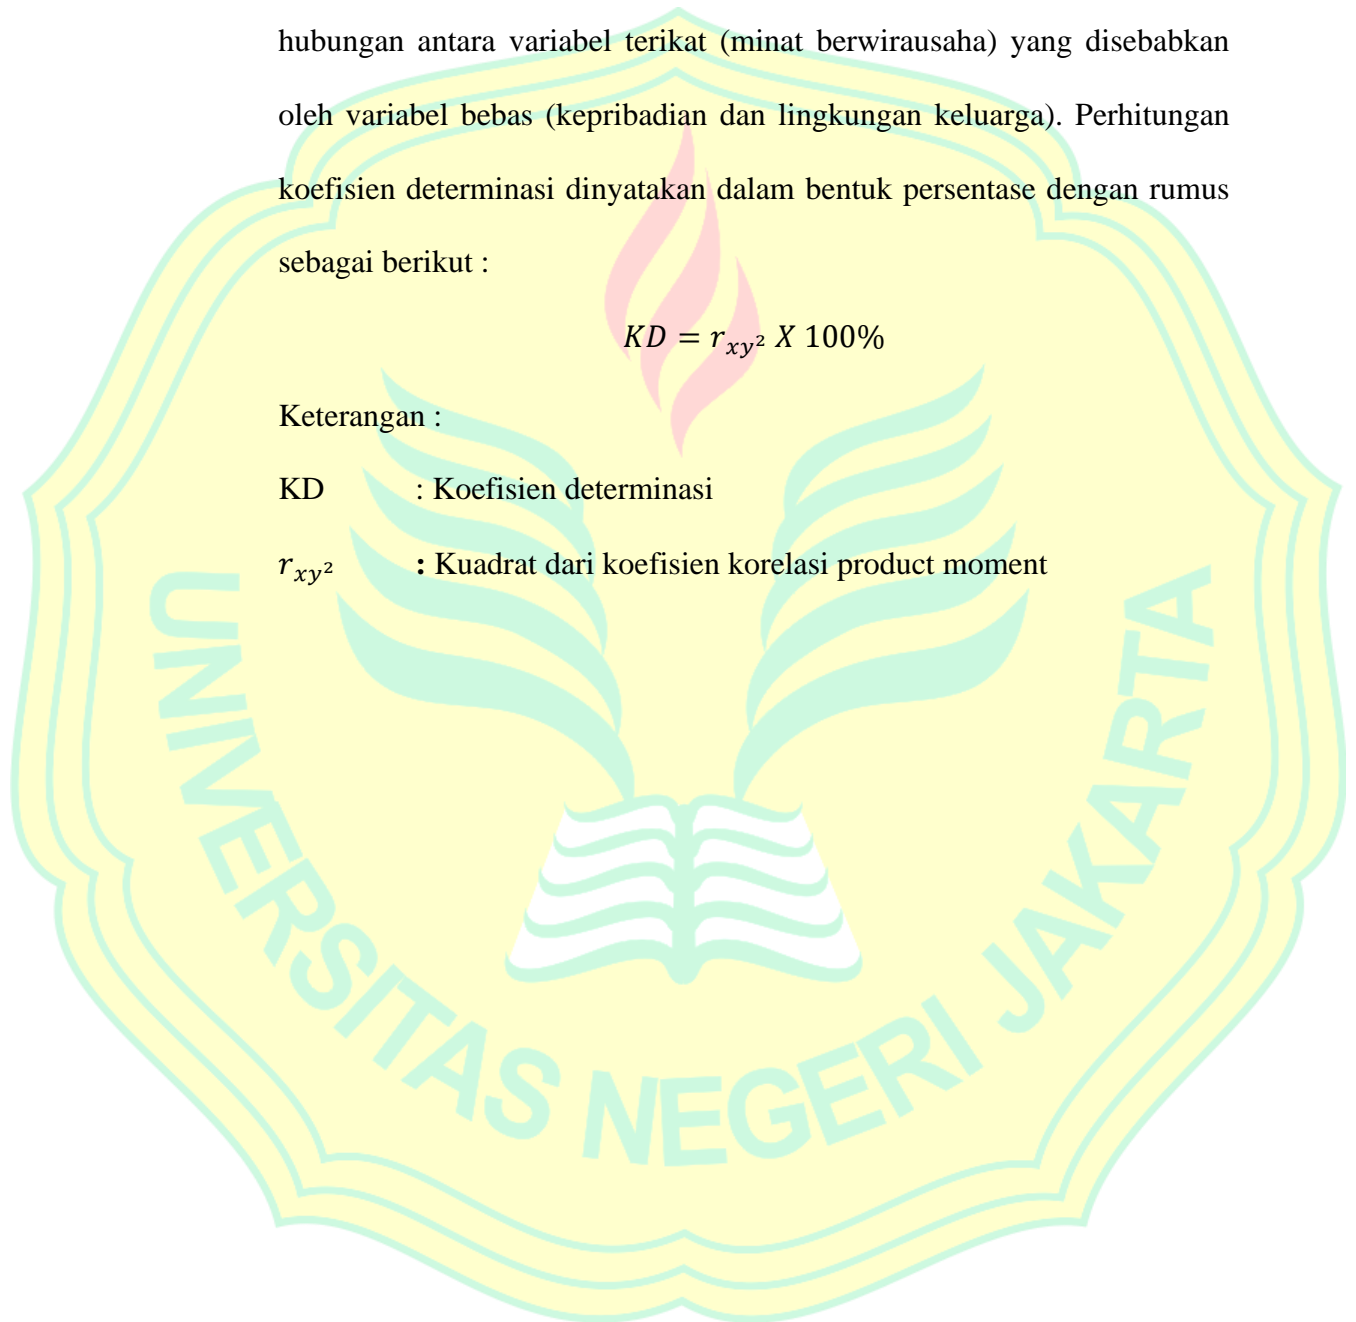 hubungan antara variabel terikat (minat berwirausaha) yang disebabkan
oleh variabel bebas (kepribadian dan lingkungan keluarga). Perhitungan
koefisien determinasi dinyatakan dalam bentuk persentase dengan rumus
sebagai berikut :
𝐾𝐷 = 𝑟𝑥𝑦² 𝑋 100%
Keterangan :
KD : Koefisien determinasi
𝑟𝑥𝑦² : Kuadrat dari koefisien korelasi product moment
UNIVERSITAS NEGERI JAKARTA